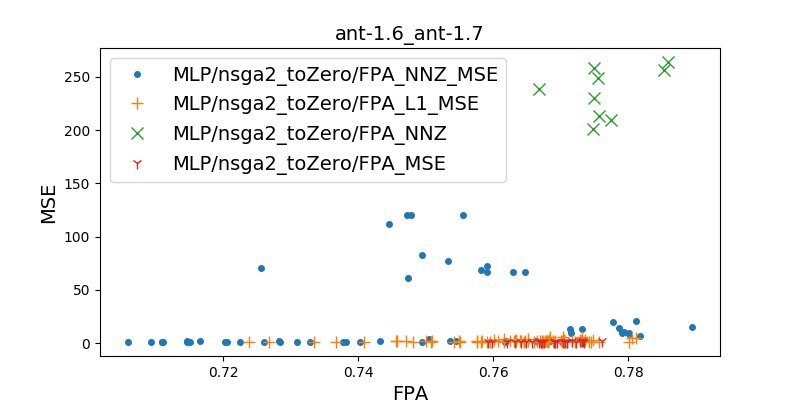 ant-1.6_ant-1.7
MLP/nsga2_toZero/FPA_NNZ_MSE
MLP/nsga2_toZero/FPA_L1_MSE
MLP/nsga2_toZero/FPA_NNZ
MLP/nsga2_toZero/FPA_MSE
250
200
150
100
50
0
MSE
0.72 0.74 0.76 0.78
FPA